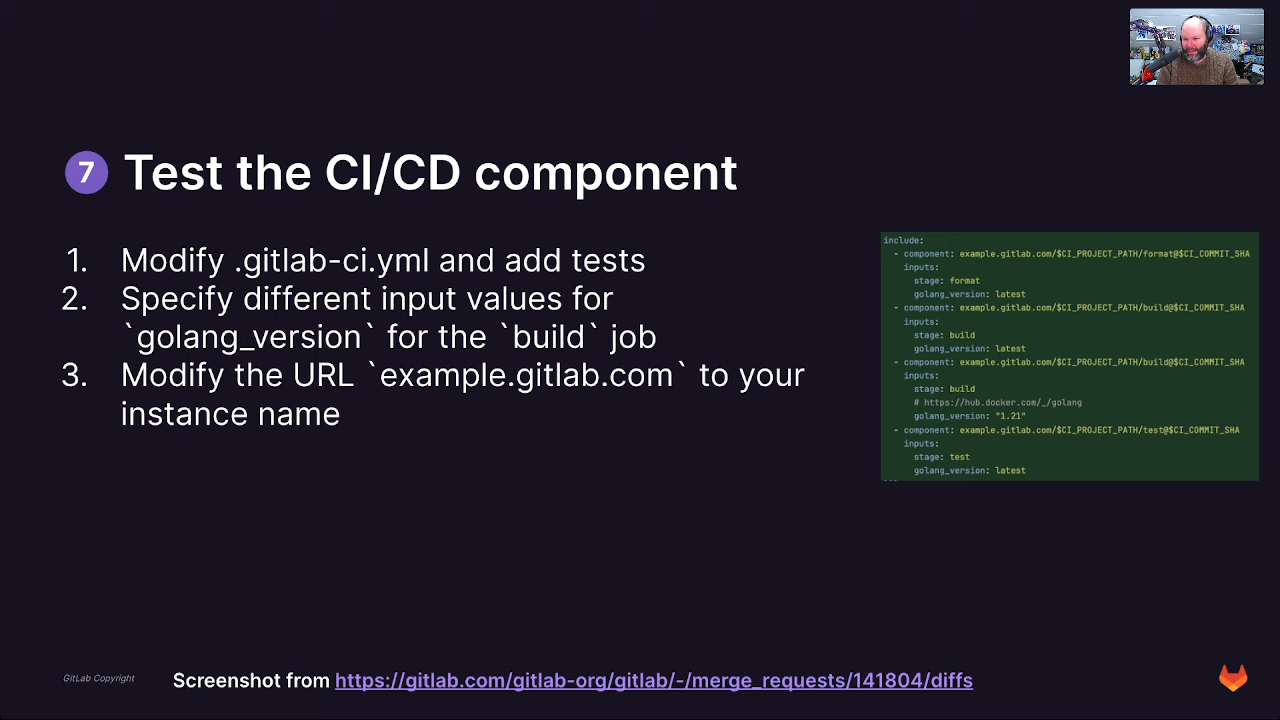 7 Test the CI/CD component
1. Modify .gitlab-ci.yml and add tests
2. Specify different input values for
`golang_version` for the `build` job
3. Modify the URL `example.gitlab.com` to your
instance name
include:
- component: example.gitlab.com/$CI_PROJECT_PATH/format@$CI_COMMIT_SHA
inputs:
stage: format
golang_version: latest
- component: example.gitlab.com/$CI_PROJECT_PATH/build@$CI_COMMIT_SHA
inputs:
stage: build
golang_version: latest
- component: example.gitlab.com/$CI_PROJECT_PATH/build@$CI_COMMIT_SHA
inputs:
stage: build
# https://hub.docker.com/_/golang
golang_version: "1.21"
- component: example.gitlab.com/$CI_PROJECT_PATH/test@$CI_COMMIT_SHA
inputs:
stage: test
golang_version: latest
GitLab Copyright
Screenshot from https://gitlab.com/gitlab-org/gitlab/-/merge_requests/141804/diffs